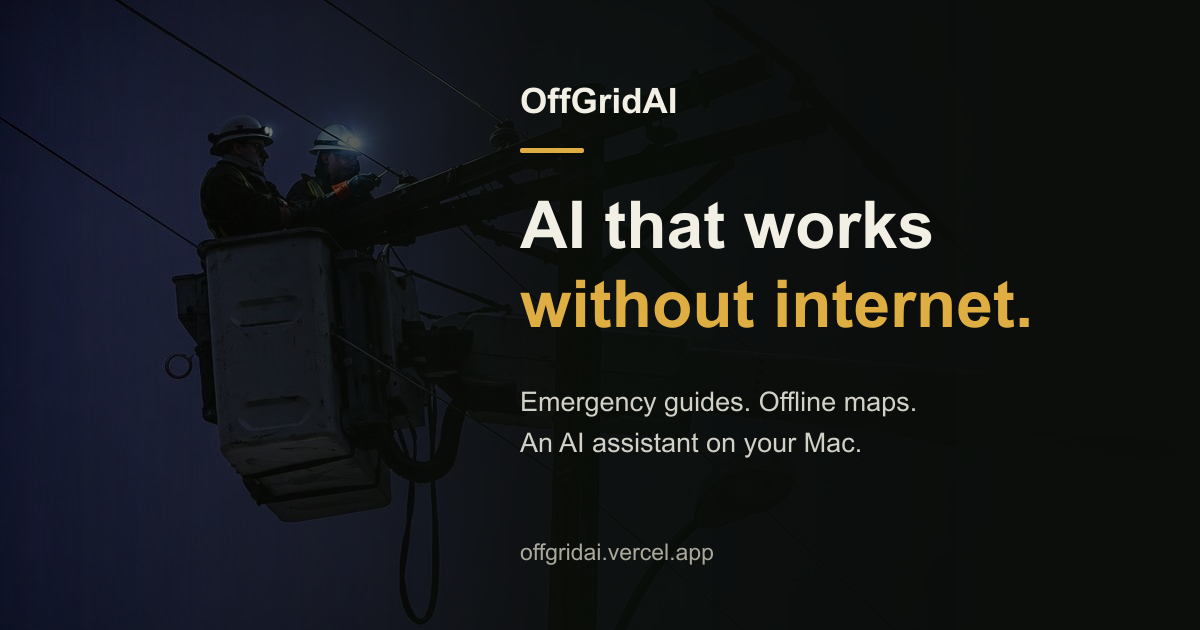 OffGridAI
AI that works
without internet.
Emergency guides. Offline maps.
An AI assistant on your Mac.
offgridai.vercel.app